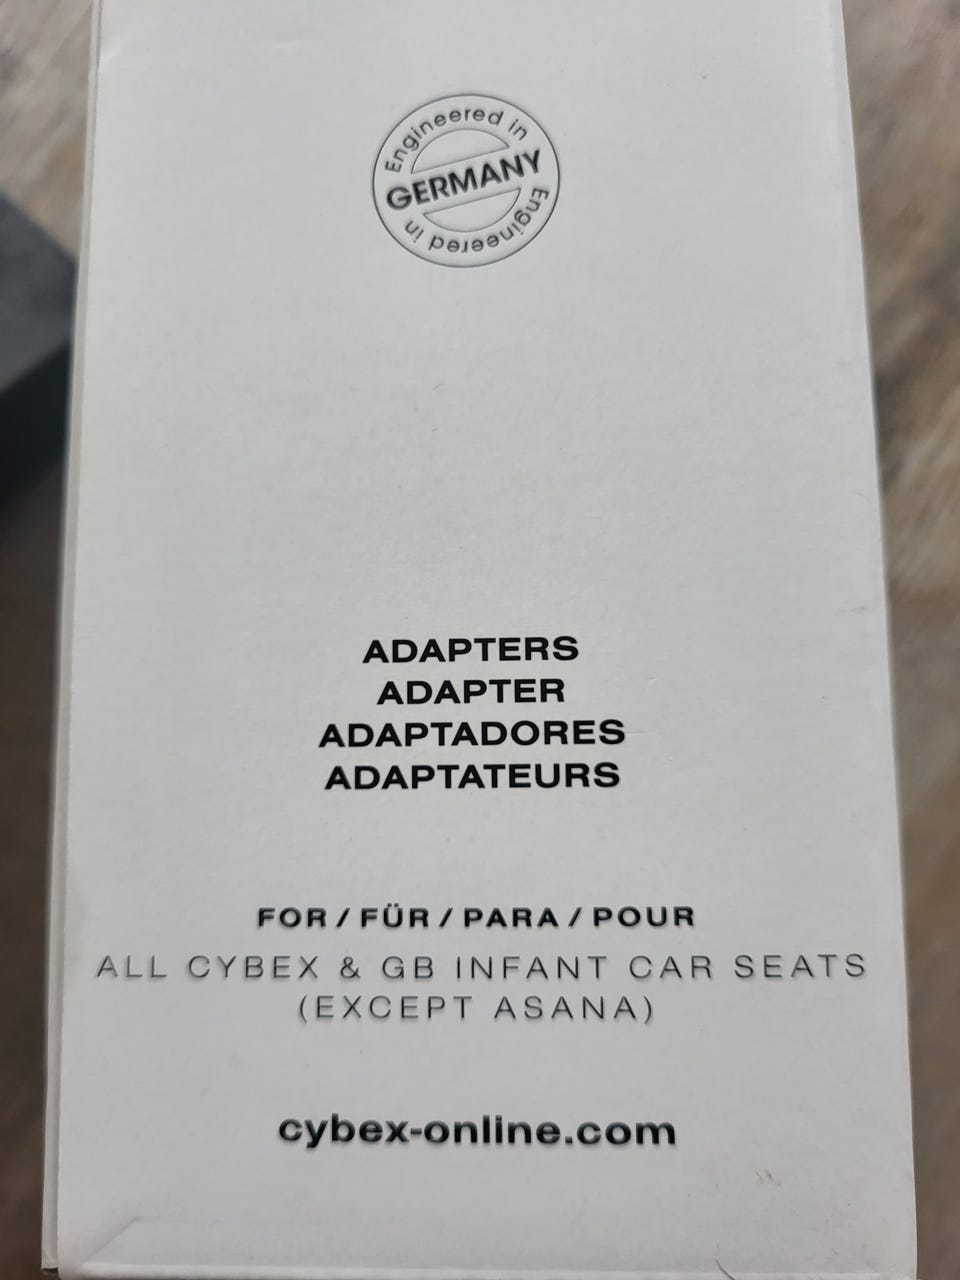 Engineered in
GERMANY
Engineered in
ADAPTERS
ADAPTER
ADAPTADORES
ADAPTATEURS
FOR / FÜR / PARA / POUR
ALL CYBEX & GB INFANT CAR SEATS
(EXCEPT ASANA)
cybex-online.com